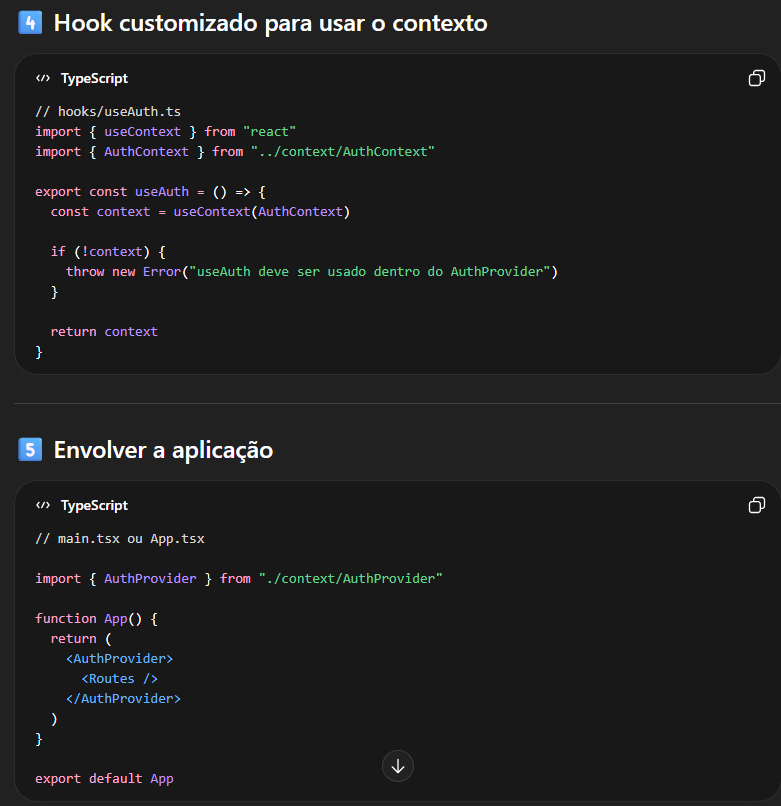 4 Hook customizado para usar o contexto
</> TypeScript
// hooks/useAuth.ts
import { useContext } from "react"
import { AuthContext } from "../context/AuthContext"
export const useAuth = () => {
  const context = useContext(AuthContext)
  if (!context) {
    throw new Error("useAuth deve ser usado dentro do AuthProvider")
  }
  return context
}
5 Envolver a aplicação
</> TypeScript
// main.tsx ou App.tsx
import { AuthProvider } from "./context/AuthProvider"
function App() {
  return (
    <AuthProvider>
      <Routes />
    </AuthProvider>
  )
}
export default App